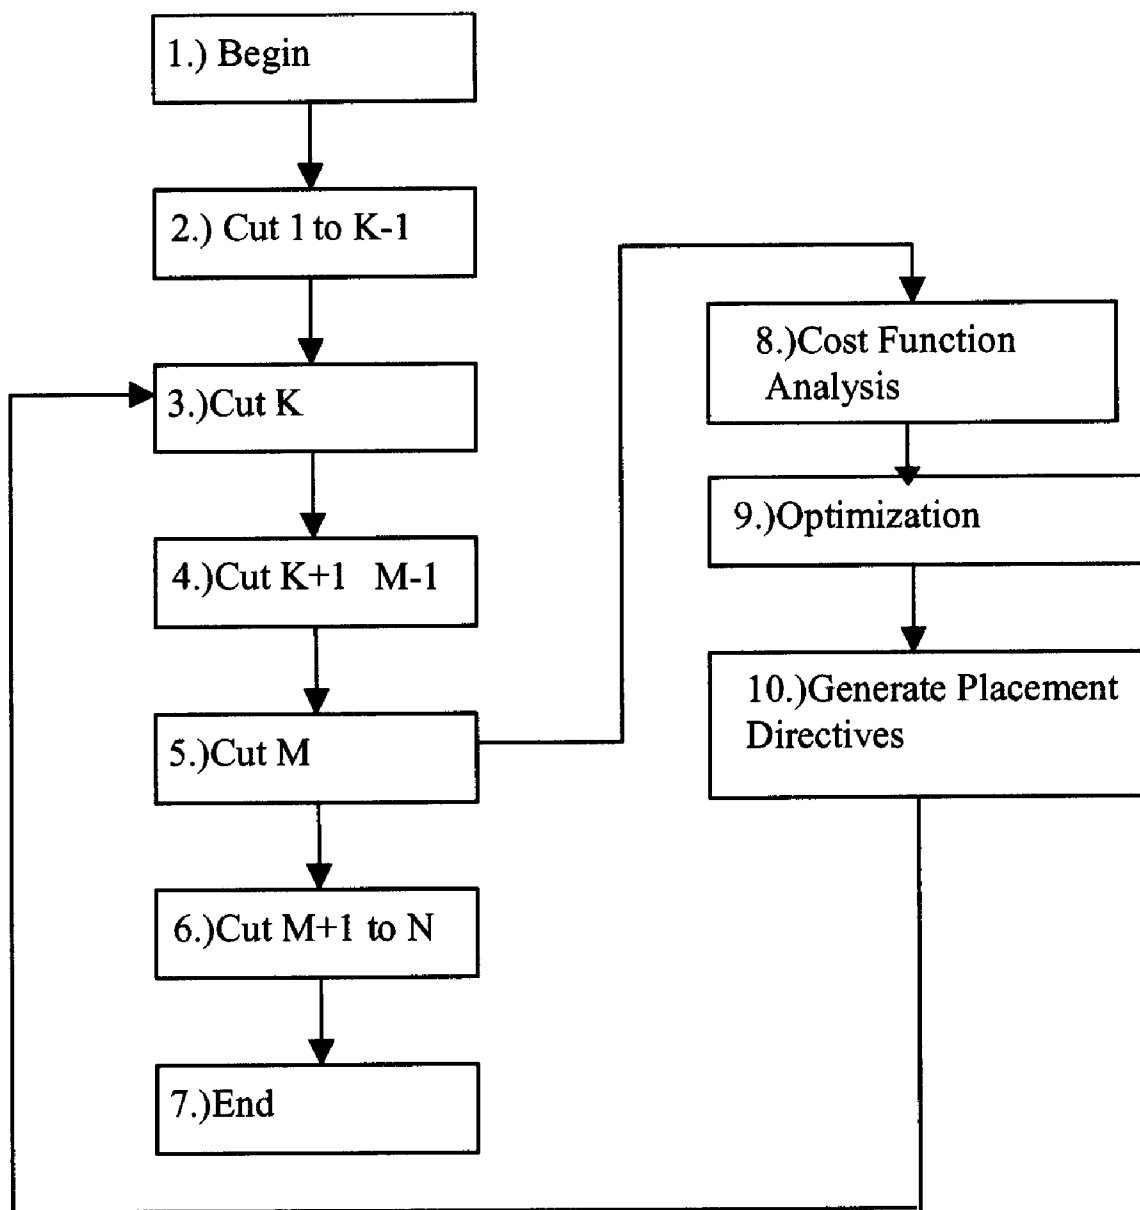 1.) Begin
2.) Cut 1 to K-1
3.)Cut K
4.)Cut K+1 M-1
5.)Cut M
6.)Cut M+1 to N
7.)End
8.)Cost Function
Analysis
9.)Optimization
10.)Generate Placement
Directives